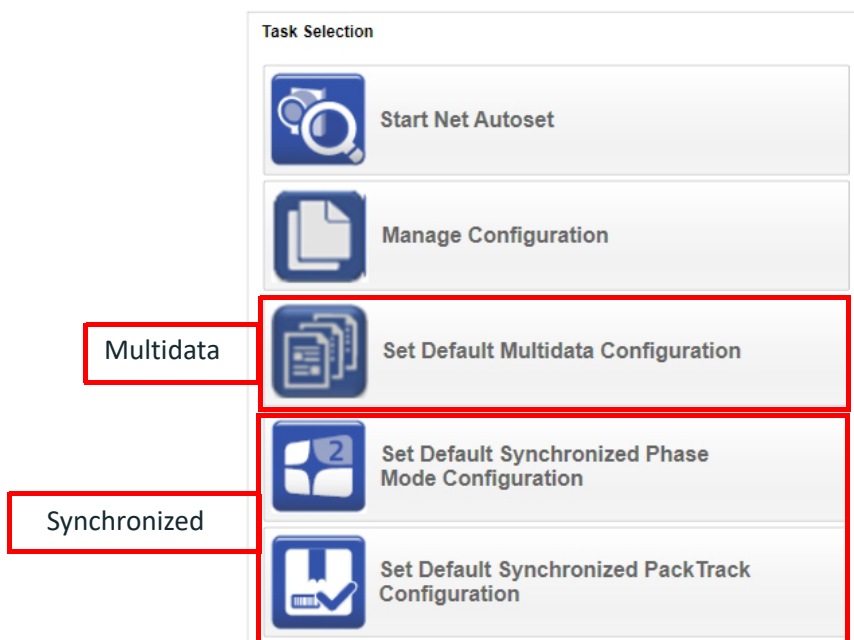 Task Selection
Start Net Autoset
Manage Configuration
Multidata
Set Default Multidata Configuration
2
Set Default Synchronized Phase
Mode Configuration
Synchronized
Set Default Synchronized PackTrack
Configuration